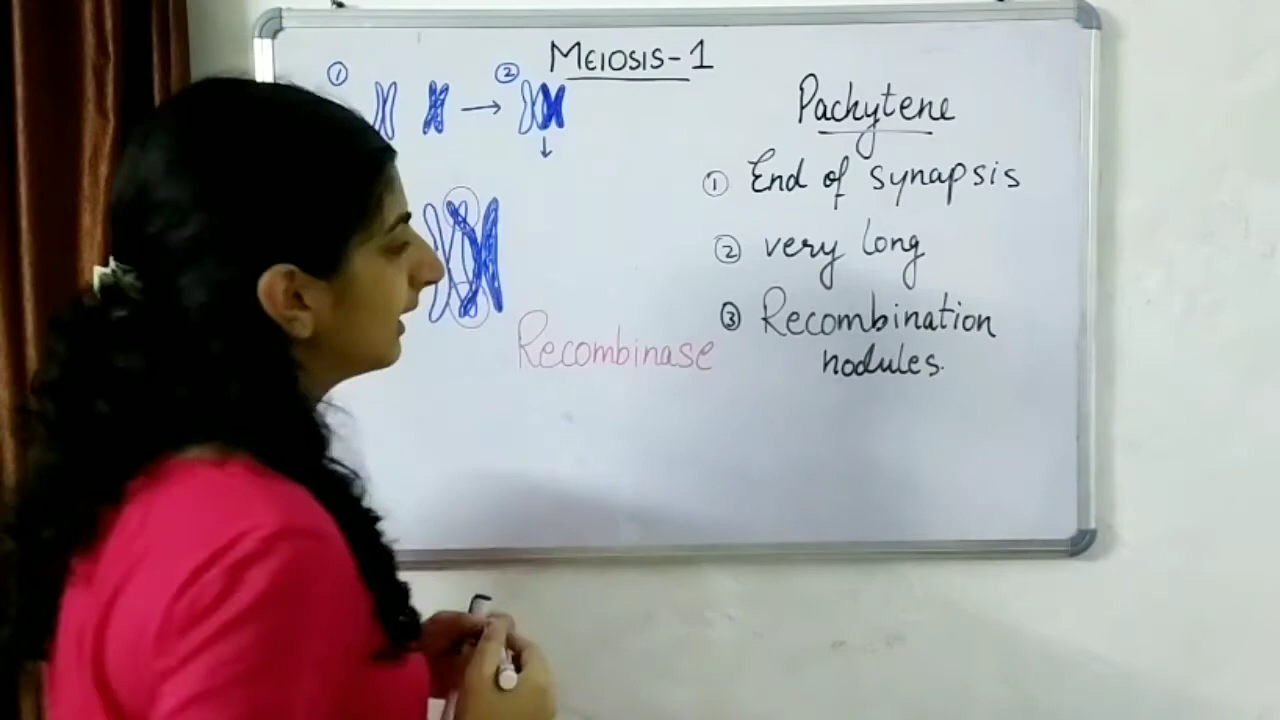 MEIOSIS-1
① ②
Pachytene
① End of synapsis
② very long
③ Recombination
nodules.
Recombinase